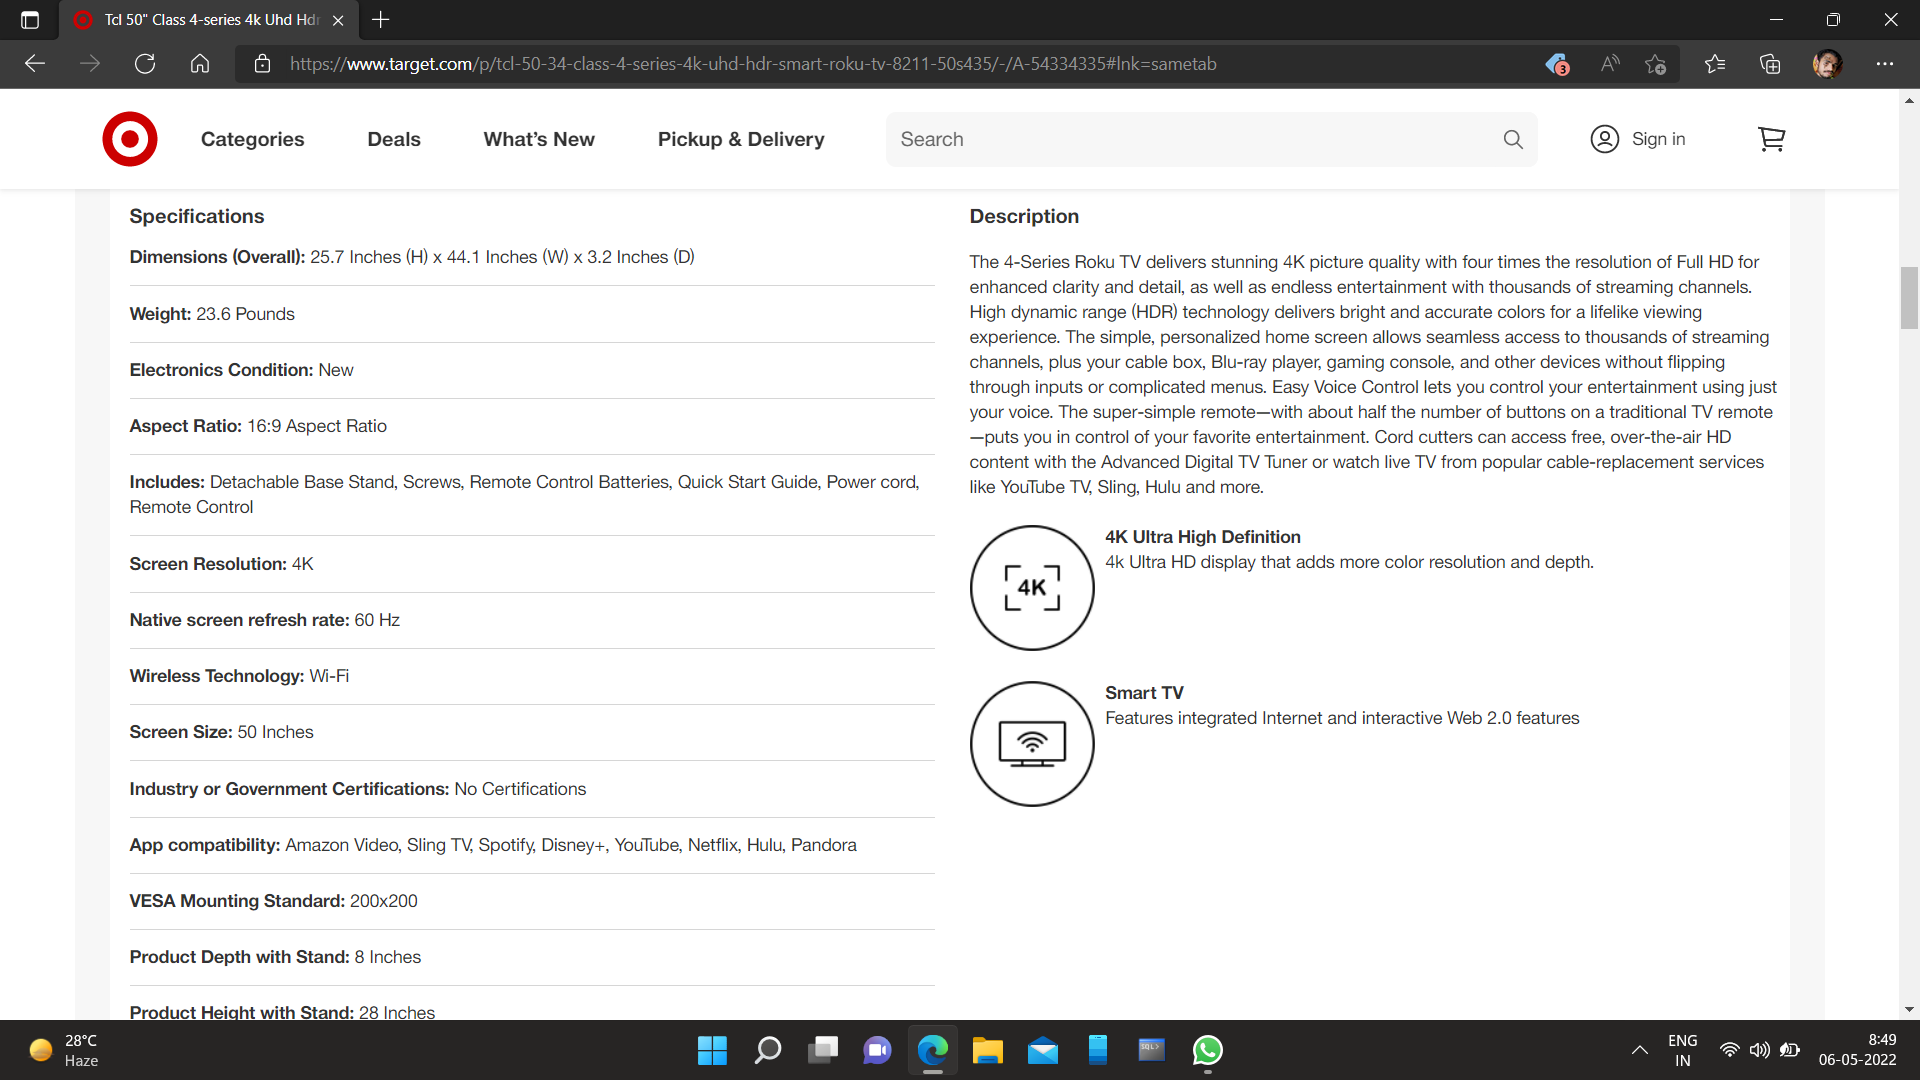 Tcl 50" Class 4-series 4k Uhd Hdr
https://www.target.com/p/tcl-50-34-class-4-series-4k-uhd-hdr-smart-roku-tv-8211-50s435/-/A-54334335#lnk=sametab
3
Categories
Deals
What's New
Pickup & Delivery
Search
Sign in
Specifications
Dimensions (Overall): 25.7 Inches (H) x 44.1 Inches (W) x 3.2 Inches (D)
Weight: 23.6 Pounds
Electronics Condition: New
Aspect Ratio: 16:9 Aspect Ratio
Includes: Detachable Base Stand, Screws, Remote Control Batteries, Quick Start Guide, Power cord,
Remote Control
Screen Resolution: 4K
Native screen refresh rate: 60 Hz
Wireless Technology: Wi-Fi
Screen Size: 50 Inches
Industry or Government Certifications: No Certifications
App compatibility: Amazon Video, Sling TV, Spotify, Disney+, YouTube, Netflix, Hulu, Pandora
VESA Mounting Standard: 200x200
Product Depth with Stand: 8 Inches
Product Height with Stand: 28 Inches
Description
The 4-Series Roku TV delivers stunning 4K picture quality with four times the resolution of Full HD for
enhanced clarity and detail, as well as endless entertainment with thousands of streaming channels.
High dynamic range (HDR) technology delivers bright and accurate colors for a lifelike viewing
experience. The simple, personalized home screen allows seamless access to thousands of streaming
channels, plus your cable box, Blu-ray player, gaming console, and other devices without flipping
through inputs or complicated menus. Easy Voice Control lets you control your entertainment using just
your voice. The super-simple remote—with about half the number of buttons on a traditional TV remote
—puts you in control of your favorite entertainment. Cord cutters can access free, over-the-air HD
content with the Advanced Digital TV Tuner or watch live TV from popular cable-replacement services
like YouTube TV, Sling, Hulu and more.
4K
4K Ultra High Definition
4k Ultra HD display that adds more color resolution and depth.
Smart TV
Features integrated Internet and interactive Web 2.0 features
28°C
Haze
SQL>
ENG
IN
8:49
06-05-2022